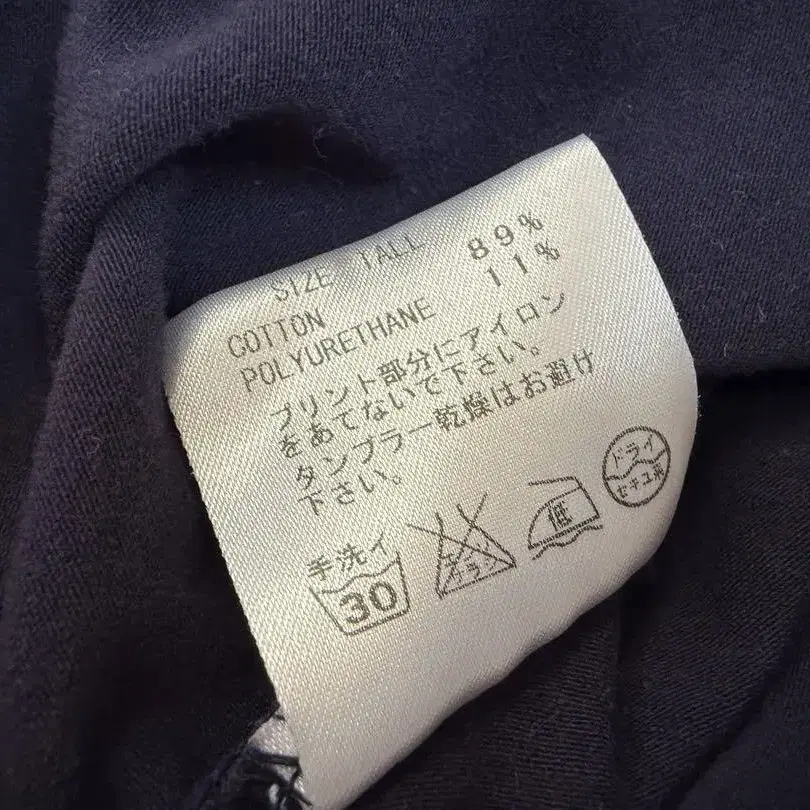 SIZE TALL
COTTON 89%
POLYURETHANE 11%
プリント部分にアイロン
をあてないで下さい。
タンブラー乾燥はお避け
下さい。
手洗イ
30
エンソサラシ
低
ドライ
セキユ系